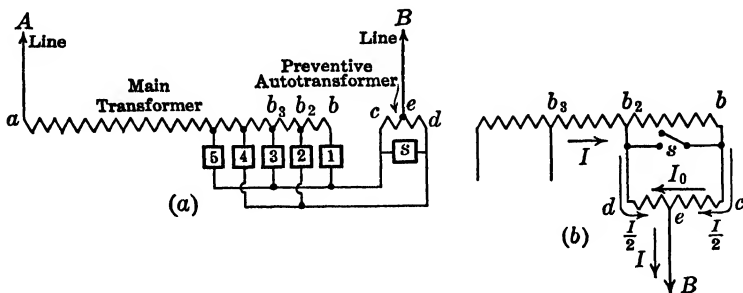 A
Line
B
Line
Preventive
Autotransformer
Main
Transformer
a
b₃ b₂ b
c e d
5 4 3 2 1
s
(a)
b₃ b₂ b
s
I
I₀
d e c
I/2 I/2
I
(b)
B